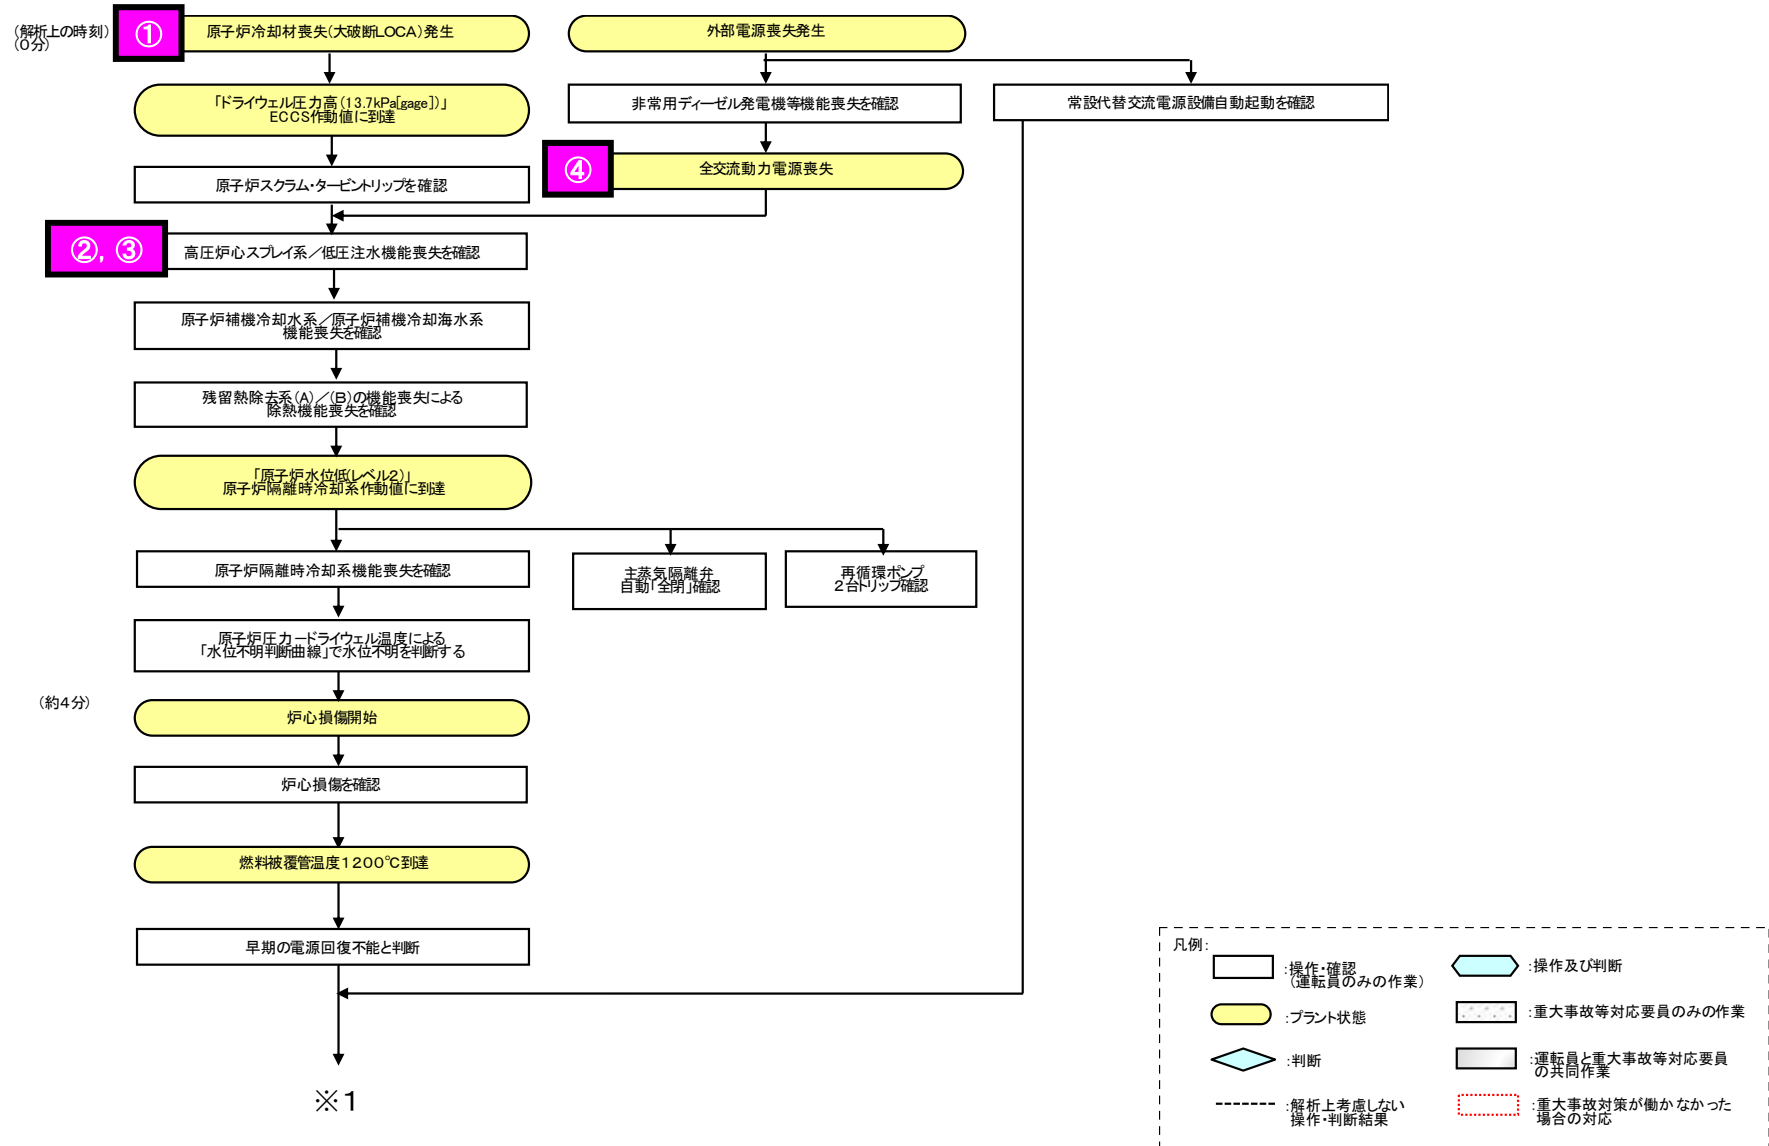 (解析上の時刻)
(0分)
①
原子炉冷却材喪失(大破断LOCA)発生
外部電源喪失発生
「ドライウェル圧力高(13.7kPa[gage])」
ECCS作動値に到達
非常用ディーゼル発電機等機能喪失を確認
常設代替交流電源設備自動起動を確認
④
全交流動力電源喪失
原子炉スクラム・タービントリップを確認
②, ③
高圧炉心スプレイ系／低圧注水機能喪失を確認
原子炉補機冷却水系／原子炉補機冷却海水系
機能喪失を確認
残留熱除去系(A)／(B)の機能喪失による
除熱機能喪失を確認
「原子炉水位低(レベル2)」
原子炉隔離時冷却系作動値に到達
原子炉隔離時冷却系機能喪失を確認
主蒸気隔離弁
自動「全閉」確認
再循環ポンプ
2台トリップ確認
原子炉圧力ードライウェル温度による
「水位不明判断曲線」で水位不明を判断する
(約4分)
炉心損傷開始
炉心損傷を確認
燃料被覆管温度1200℃到達
早期の電源回復不能と判断
※1
凡例:
:操作・確認
(運転員のみの作業)
:操作及び判断
:プラント状態
:重大事故等対応要員のみの作業
:判断
:運転員と重大事故等対応要員
の共同作業
:解析上考慮しない
操作・判断結果
:重大事故対策が働かなかった
場合の対応